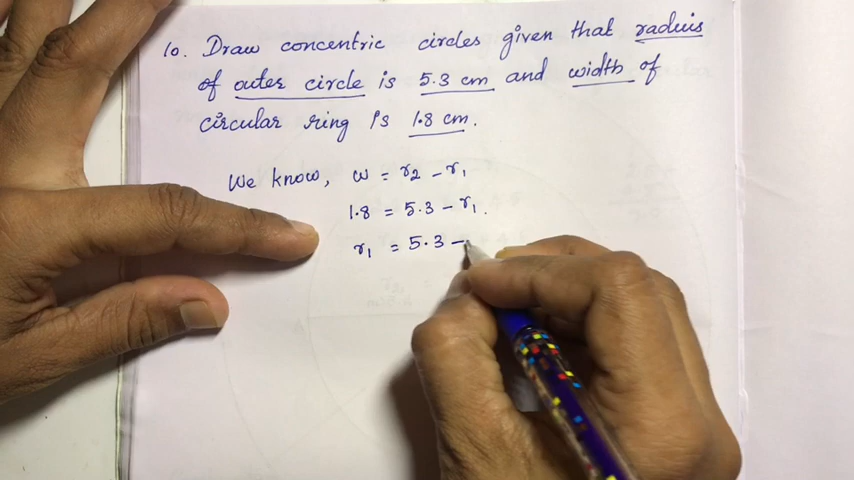 10. Draw concentric circles given that radius
of outer circle is 5.3 cm and width of
circular ring is 1.8 cm.
We know, w = r2 - r1
1.8 = 5.3 - r1.
r1 = 5.3 -